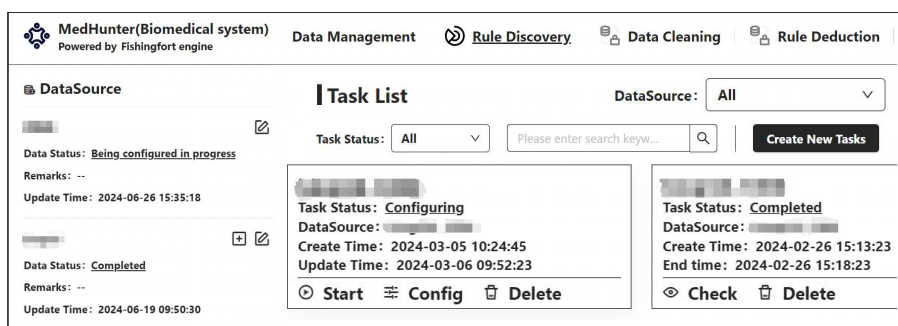 MedHunter(Biomedical system)
Powered by Fishingfort engine
Data Management
Rule Discovery
Data Cleaning
Rule Deduction
DataSource
Data Status: Being configured in progress
Remarks: --
Update Time: 2024-06-26 15:35:18
Data Status: Completed
Remarks: --
Update Time: 2024-06-19 09:50:30
Task List
DataSource: All
Task Status: All
Please enter search keyw...
Create New Tasks
Task Status: Configuring
DataSource:
Create Time: 2024-03-05 10:24:45
Update Time: 2024-03-06 09:52:23
Start Config Delete
Task Status: Completed
DataSource:
Create Time: 2024-02-26 15:13:23
End time: 2024-02-26 15:18:23
Check Delete